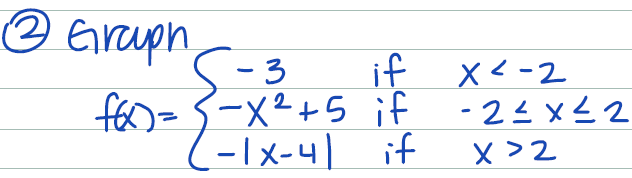 ② Graph
-3 if x < -2
f(x) = { -x² + 5 if -2 ≤ x ≤ 2
-|x-4| if x > 2